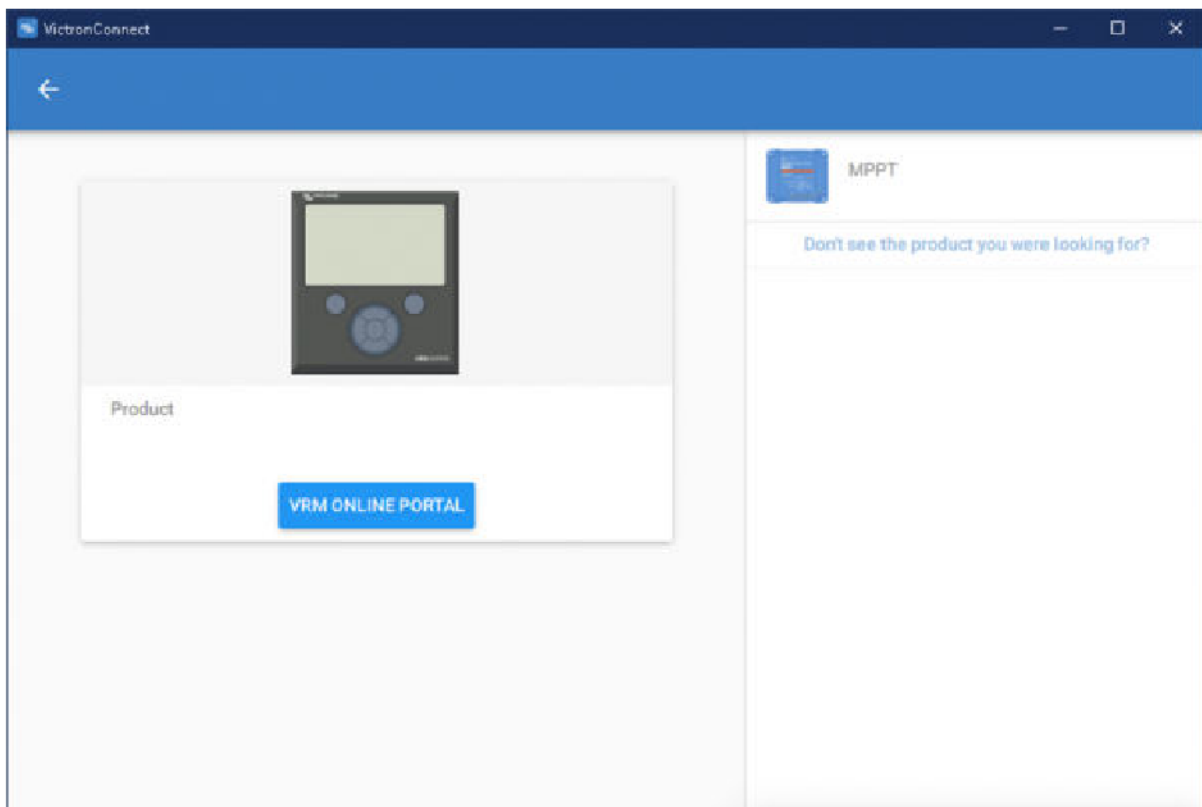 VictronConnect
MPPT
Don't see the product you were looking for?
Product
VRM ONLINE PORTAL